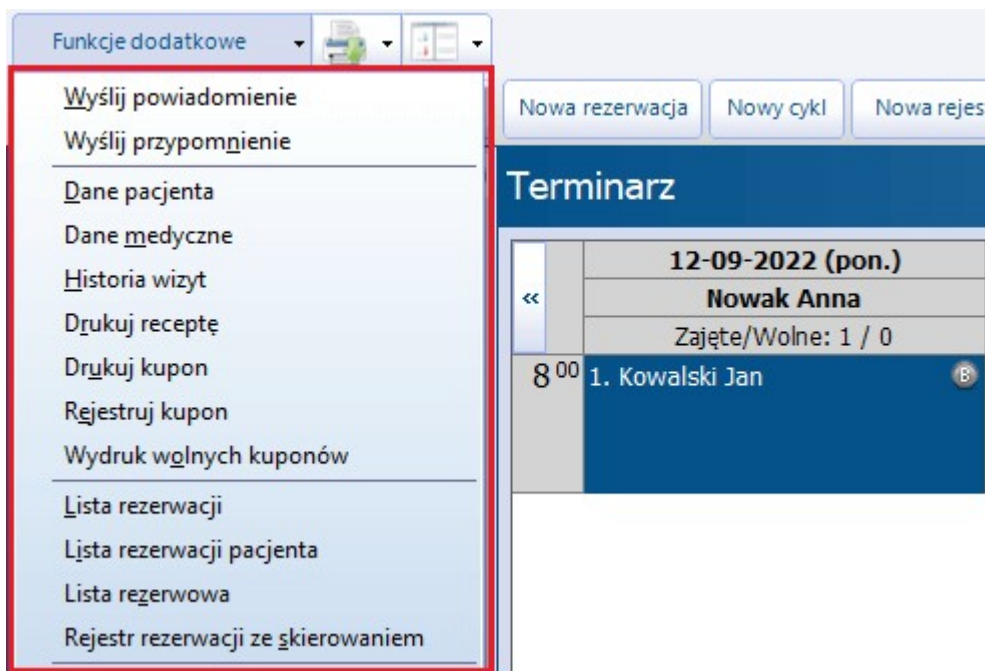 Funkcje dodatkowe
Wyślij powiadomienie
Wyślij przypomnienie
Dane pacjenta
Dane medyczne
Historia wizyt
Drukuj receptę
Drukuj kupon
Rejestruj kupon
Wydruk wolnych kuponów
Lista rezerwacji
Lista rezerwacji pacjenta
Lista rezerwowa
Rejestr rezerwacji ze skierowaniem
Nowa rezerwacja Nowy cykl Nowa rejes
Terminarz
« 12-09-2022 (pon.)
Nowak Anna
Zajęte/Wolne: 1 / 0
8 00 1. Kowalski Jan B